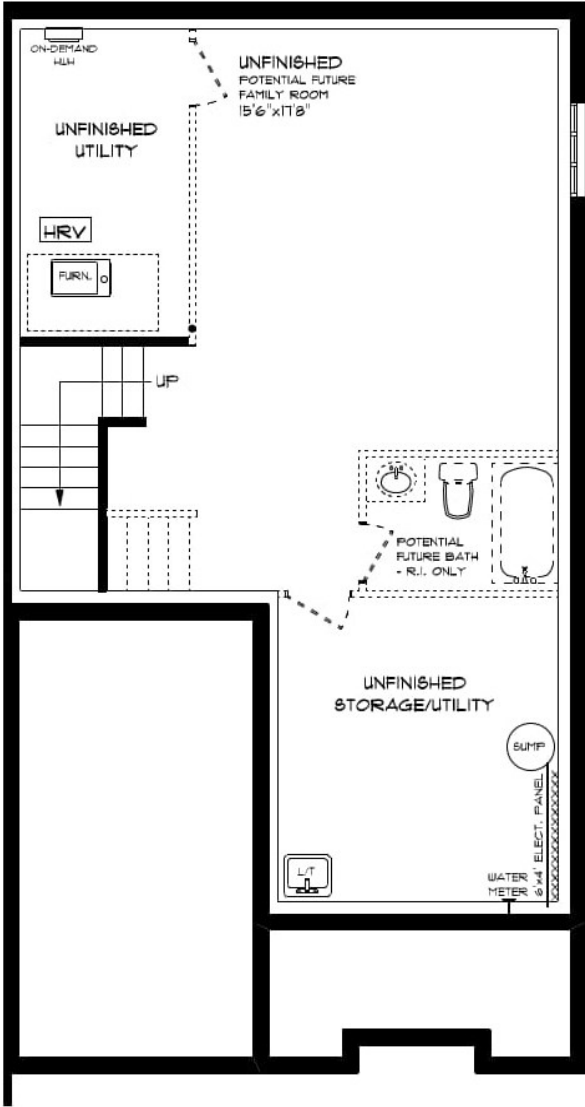 ON-DEMAND
HWH
UNFINISHED
POTENTIAL FUTURE
FAMILY ROOM
15'6"x17'8"
UNFINISHED
UTILITY
HRV
FURN.
UP
POTENTIAL
FUTURE BATH
- R.I. ONLY
UNFINISHED
STORAGE/UTILITY
SUMP
6'x4' ELECT. PANEL
L/T
WATER
METER